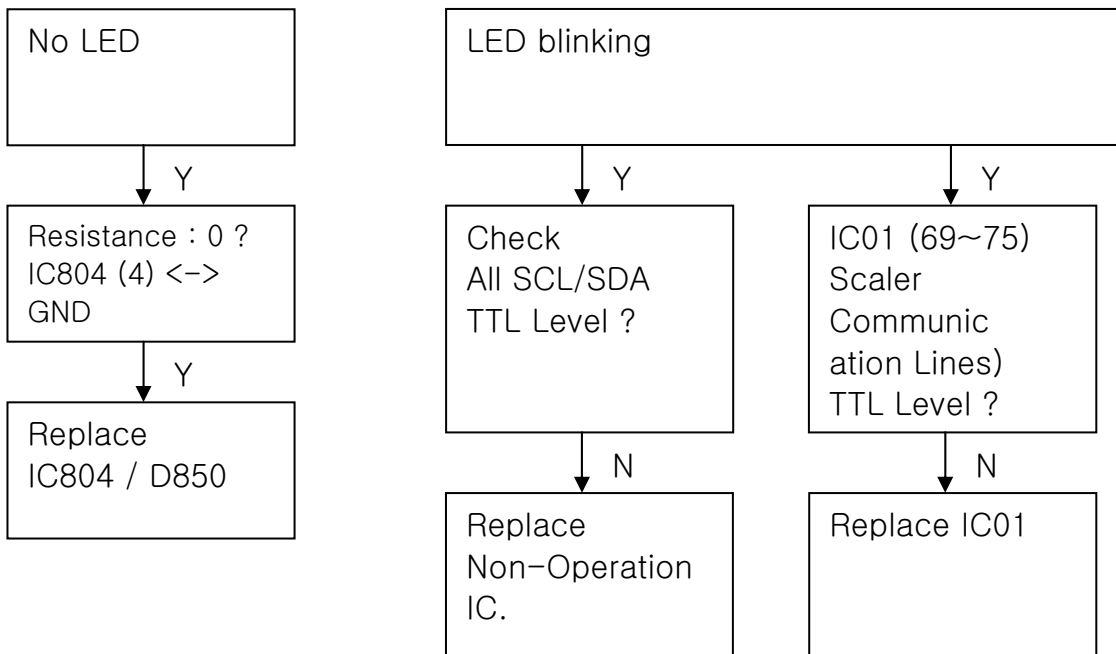 No LED
Y
Resistance : 0 ?
IC804 (4) <->
GND
Y
Replace
IC804 / D850
LED blinking
Y
Check
All SCL/SDA
TTL Level ?
N
Replace
Non-Operation
IC.
Y
IC01 (69~75)
Scaler
Communic
ation Lines)
TTL Level ?
N
Replace IC01